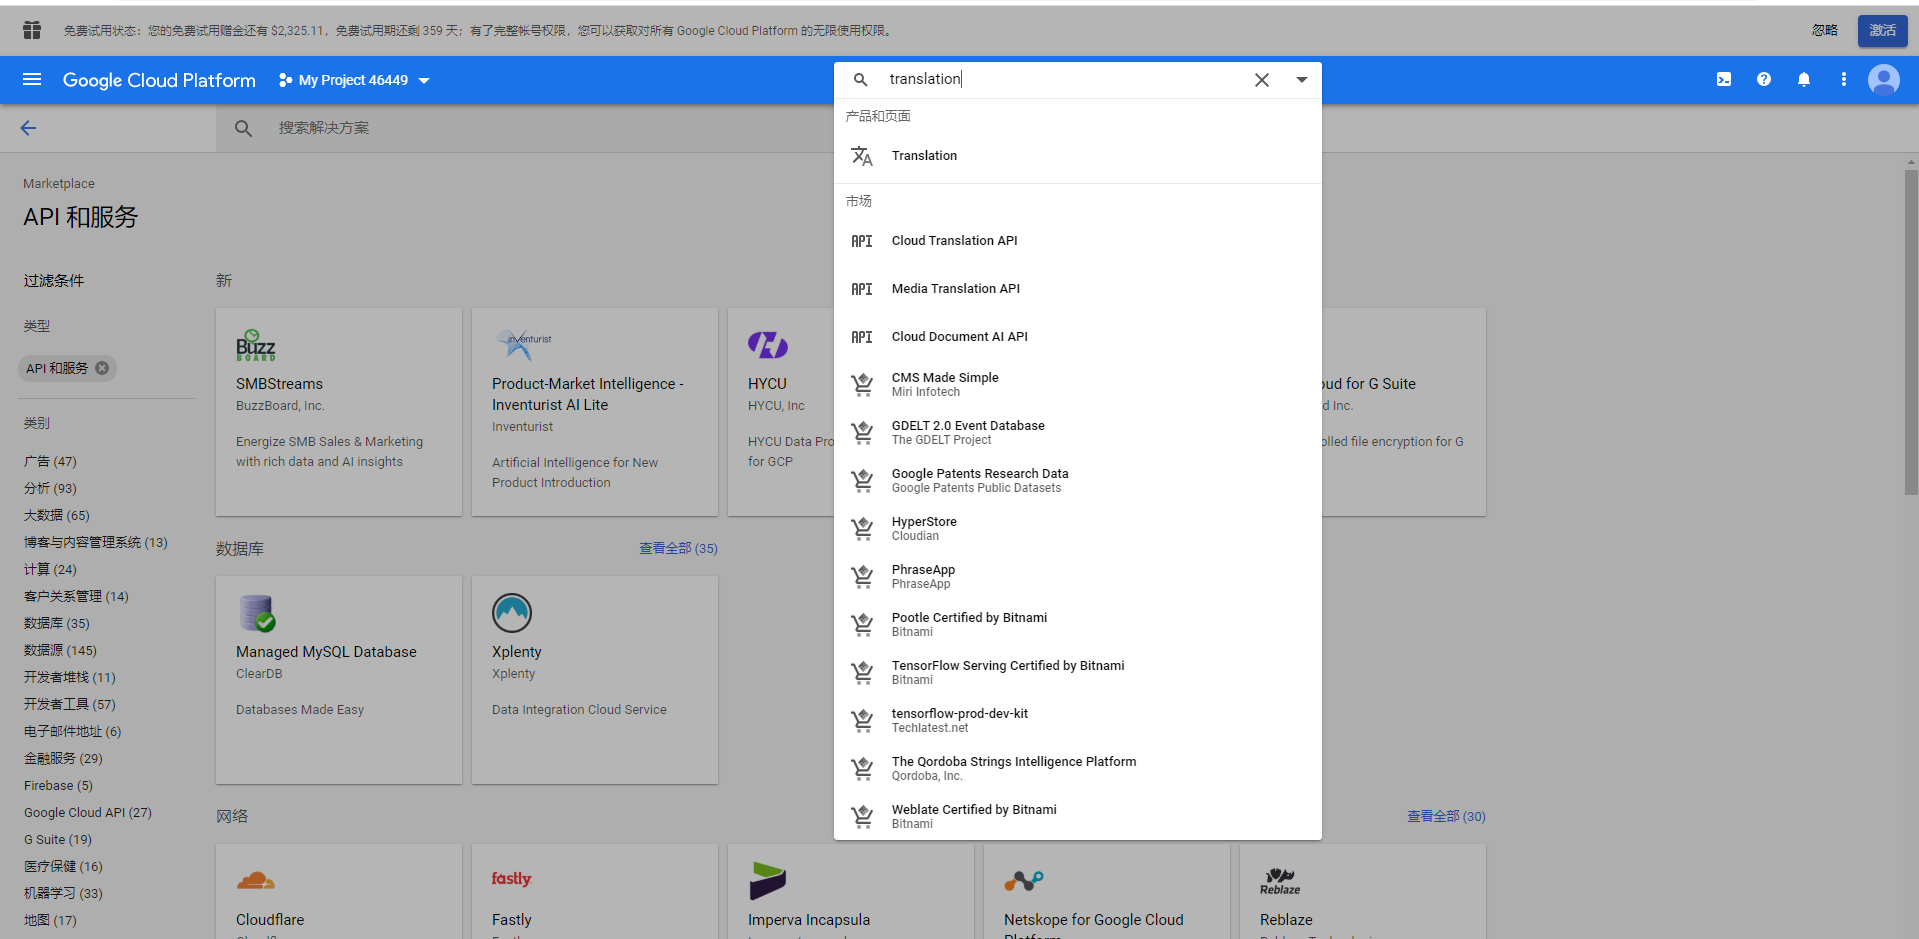 免费试用状态：您的免费试用赠金还有 $2,325.11，免费试用期还剩 359 天；有了完整帐号权限，您可以获取对所有 Google Cloud Platform 的无限使用权限。
忽略
激活
Google Cloud Platform
My Project 46449
translation
搜索解决方案
产品和页面
Translation
市场
Cloud Translation API
Media Translation API
Cloud Document AI API
CMS Made Simple
Miri Infotech
GDELT 2.0 Event Database
The GDELT Project
Google Patents Research Data
Google Patents Public Datasets
HyperStore
Cloudian
PhraseApp
PhraseApp
Pootle Certified by Bitnami
Bitnami
TensorFlow Serving Certified by Bitnami
Bitnami
tensorflow-prod-dev-kit
Techlatest.net
The Qordoba Strings Intelligence Platform
Qordoba, Inc.
Weblate Certified by Bitnami
Bitnami
Marketplace
API 和服务
过滤条件
类型
API 和服务
类别
广告 (47)
分析 (93)
大数据 (65)
博客与内容管理系统 (13)
计算 (24)
客户关系管理 (14)
数据库 (35)
数据源 (145)
开发者堆栈 (11)
开发者工具 (57)
电子邮件地址 (6)
金融服务 (29)
Firebase (5)
Google Cloud API (27)
G Suite (19)
医疗保健 (16)
机器学习 (33)
地图 (17)
新
Buzz
BOARD
SMBStreams
BuzzBoard, Inc.
Energize SMB Sales & Marketing
with rich data and AI insights
inventurist
Product-Market Intelligence -
Inventurist AI Lite
Inventurist
Artificial Intelligence for New
Product Introduction
HYCU
HYCU, Inc
HYCU Data Pro
for GCP
oud for G Suite
d Inc.
olled file encryption for G
数据库
查看全部 (35)
Managed MySQL Database
ClearDB
Databases Made Easy
Xplenty
Xplenty
Data Integration Cloud Service
网络
查看全部 (30)
Cloudflare
fastly
Fastly
Imperva Incapsula
Netskope for Google Cloud
Reblaze
Reblaze